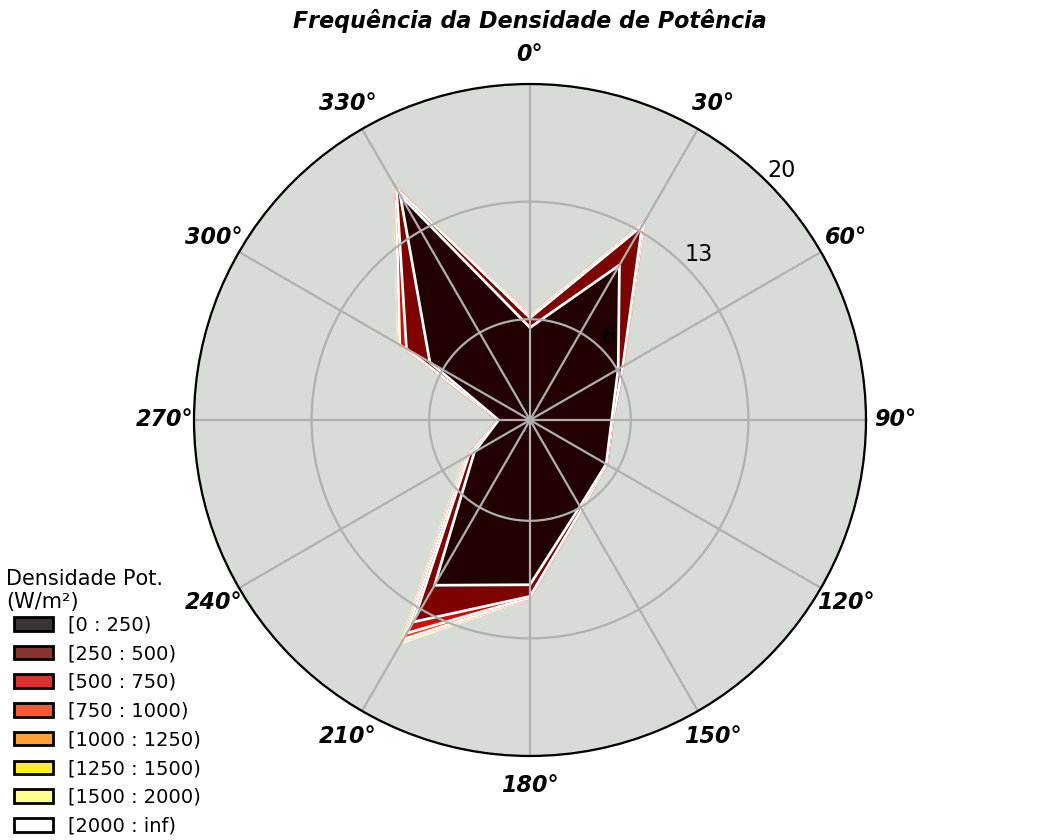 Frequência da Densidade de Potência
0°
330°
30°
20
300°
60°
13
6
270°
90°
Densidade Pot.
(W/m²)
240°
120°
[0 : 250)
[250 : 500)
[500 : 750)
[750 : 1000)
210°
150°
[1000 : 1250)
[1250 : 1500)
180°
[1500 : 2000)
[2000 : inf)